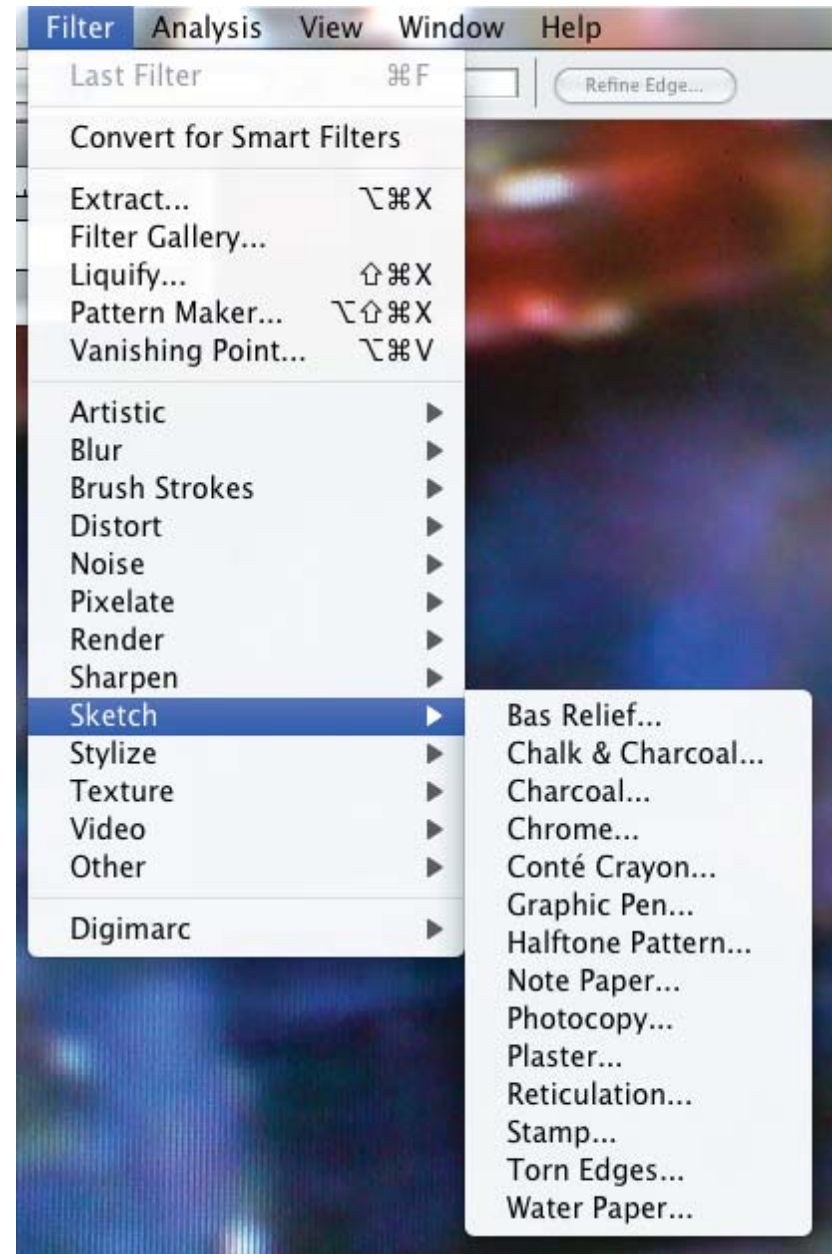 Filter Analysis View Window Help
Refine Edge...
Last Filter ⌘F
Convert for Smart Filters
Extract... ⌥⌘X
Filter Gallery...
Liquify... ⇧⌘X
Pattern Maker... ⌥⇧⌘X
Vanishing Point... ⌥⌘V
Artistic
Blur
Brush Strokes
Distort
Noise
Pixelate
Render
Sharpen
Sketch
Stylize
Texture
Video
Other
Digimarc
Bas Relief...
Chalk & Charcoal...
Charcoal...
Chrome...
Conté Crayon...
Graphic Pen...
Halftone Pattern...
Note Paper...
Photocopy...
Plaster...
Reticulation...
Stamp...
Torn Edges...
Water Paper...